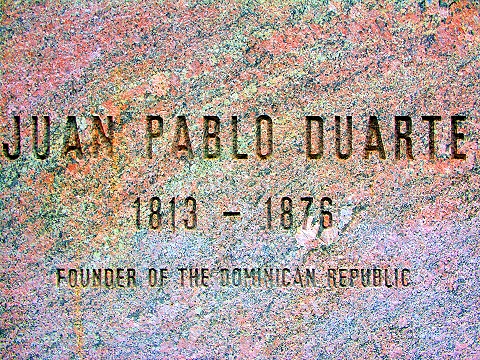 JUAN PABLO DUARTE
1813 - 1876
FOUNDER OF THE DOMINICAN REPUBLIC